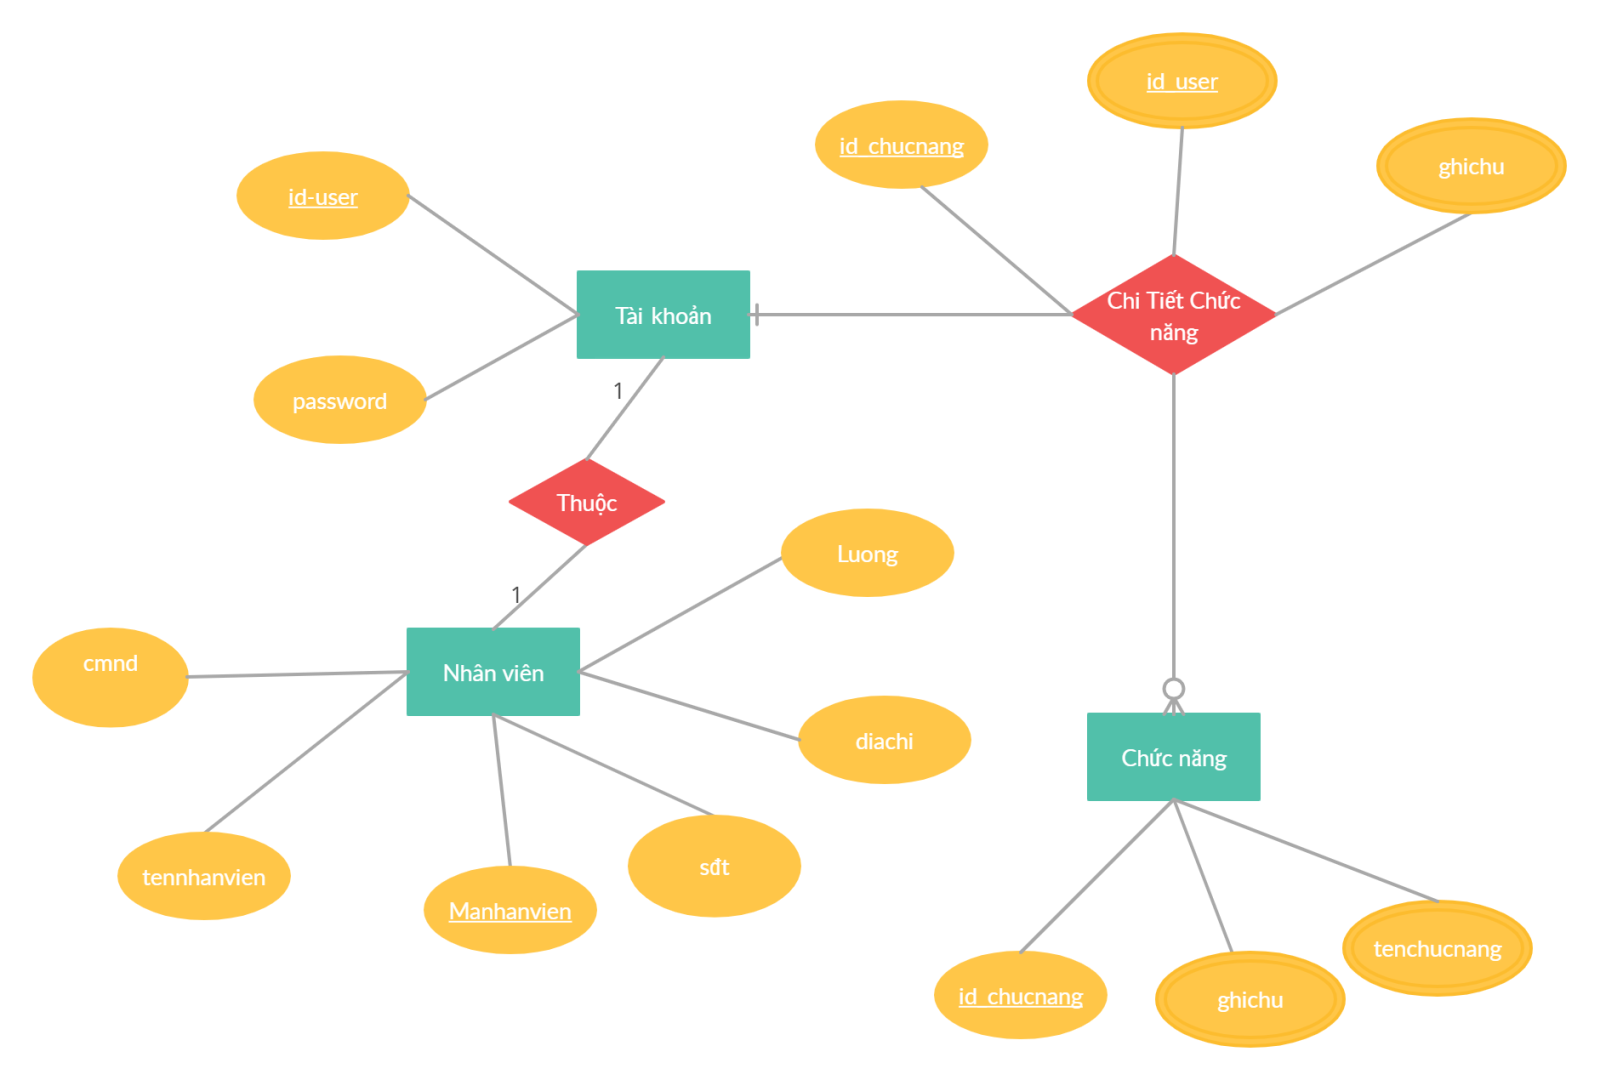 id_user
id_chucnang
ghichu
id-user
Chi Tiết Chức
năng
Tài khoản
1
password
Thuộc
Luong
1
cmnd
Nhân viên
diachi
Chức năng
sđt
tennhanvien
Manhanvien
tenchucnang
id_chucnang
ghichu